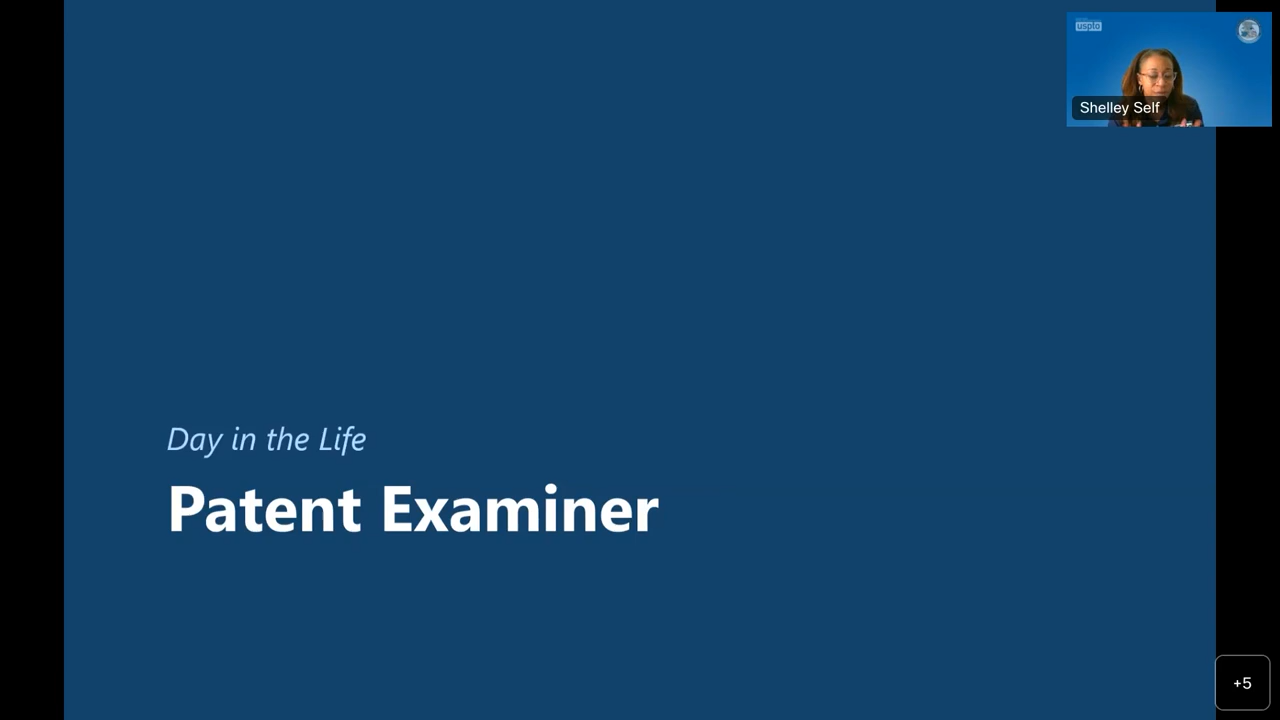 uspto
Shelley Self
Day in the Life
Patent Examiner
+5